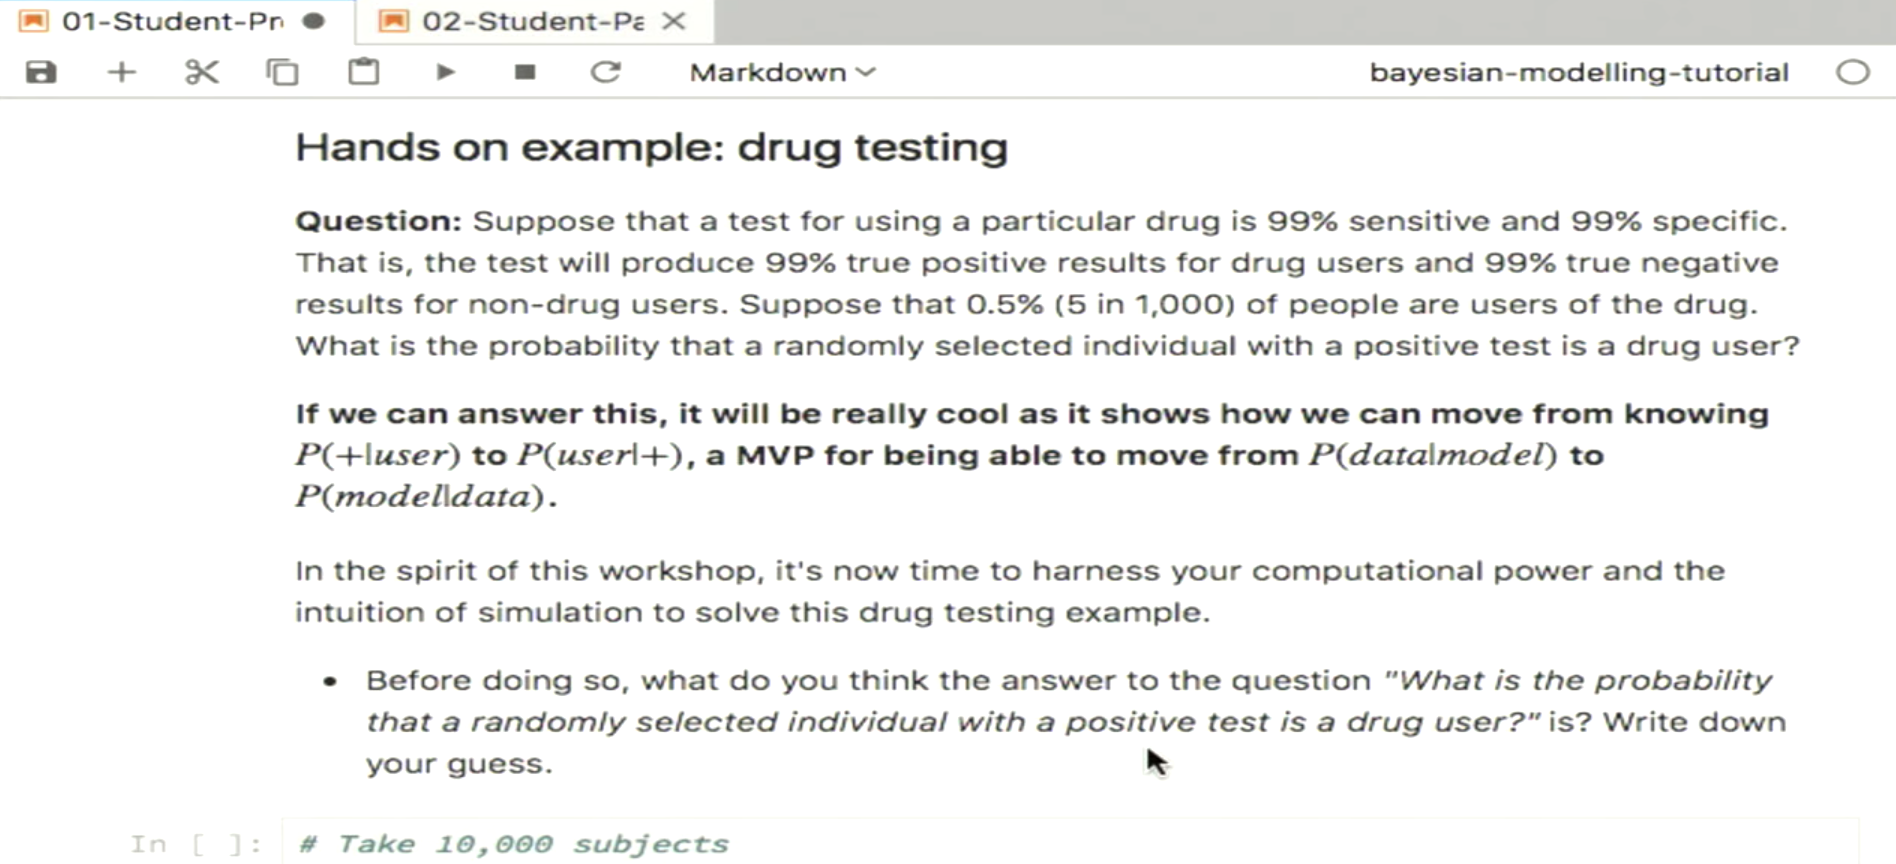 01-Student-Pr
02-Student-Pa
Markdown
bayesian-modelling-tutorial
Hands on example: drug testing
Question: Suppose that a test for using a particular drug is 99% sensitive and 99% specific.
That is, the test will produce 99% true positive results for drug users and 99% true negative
results for non-drug users. Suppose that 0.5% (5 in 1,000) of people are users of the drug.
What is the probability that a randomly selected individual with a positive test is a drug user?
If we can answer this, it will be really cool as it shows how we can move from knowing
P(+|user) to P(user|+), a MVP for being able to move from P(data|model) to
P(model|data).
In the spirit of this workshop, it's now time to harness your computational power and the
intuition of simulation to solve this drug testing example.
• Before doing so, what do you think the answer to the question "What is the probability
that a randomly selected individual with a positive test is a drug user?" is? Write down
your guess.
In [ ]: # Take 10,000 subjects